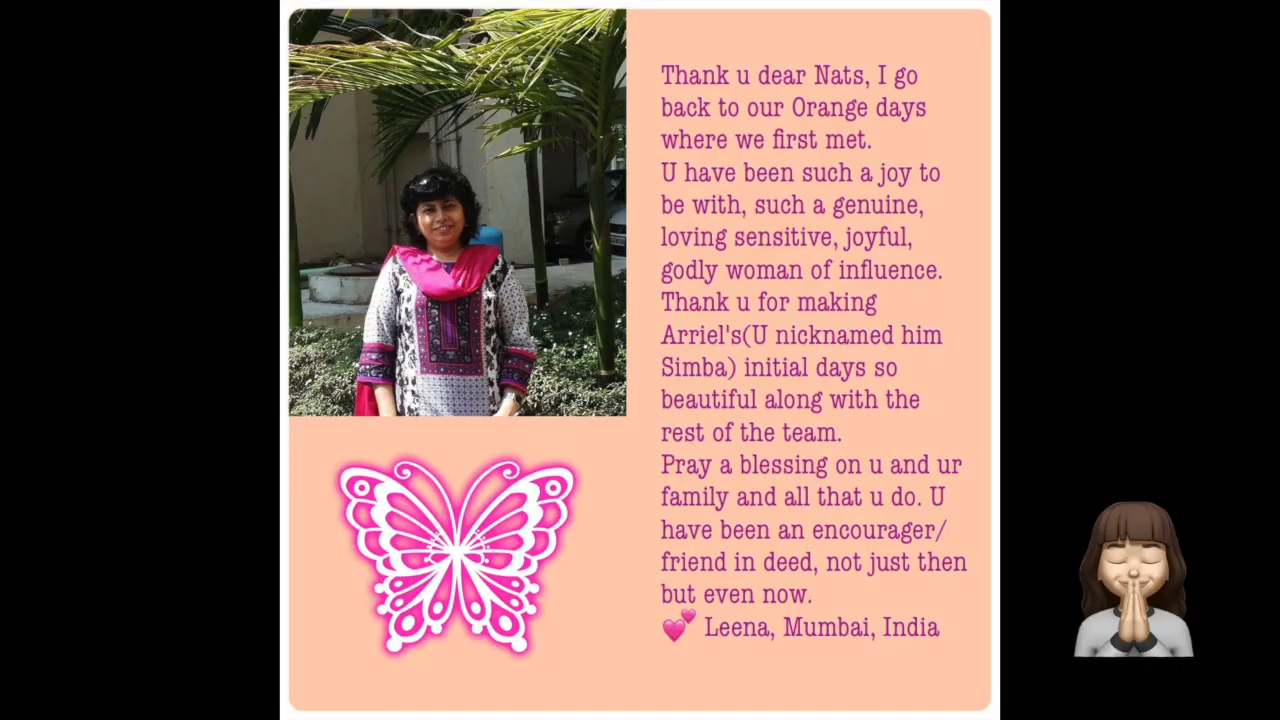 Thank u dear Nats, I go
back to our Orange days
where we first met.
U have been such a joy to
be with, such a genuine,
loving sensitive, joyful,
godly woman of influence.
Thank u for making
Arriel's(U nicknamed him
Simba) initial days so
beautiful along with the
rest of the team.
Pray a blessing on u and ur
family and all that u do. U
have been an encourager/
friend in deed, not just then
but even now.
💕 Leena, Mumbai, India